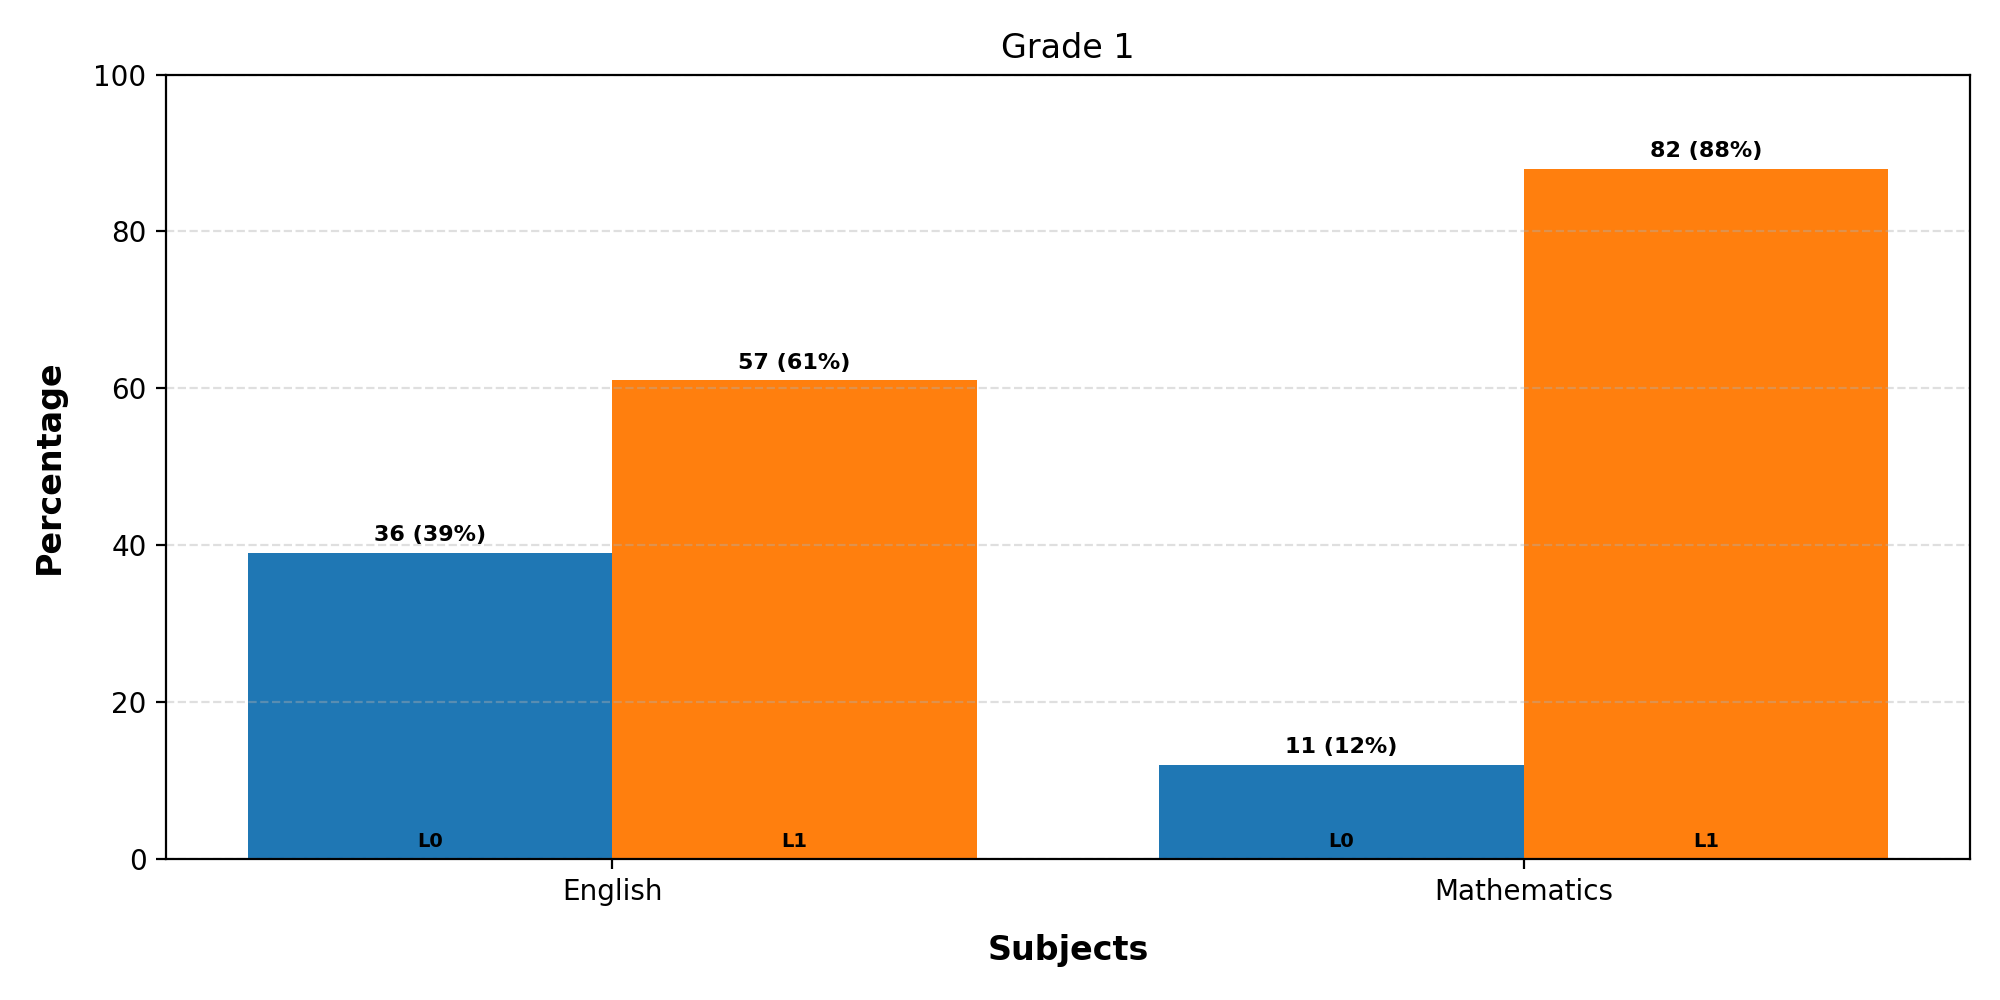 Grade 1
100
80
60
40
20
0
Percentage
36 (39%)
57 (61%)
11 (12%)
82 (88%)
L0
L1
L0
L1
English
Mathematics
Subjects